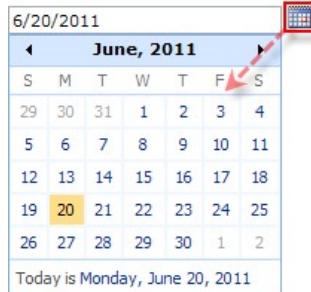 6/20/2011
June, 2011
S M T W T F S
29 30 31 1 2 3 4
5 6 7 8 9 10 11
12 13 14 15 16 17 18
19 20 21 22 23 24 25
26 27 28 29 30 1 2
Today is Monday, June 20, 2011